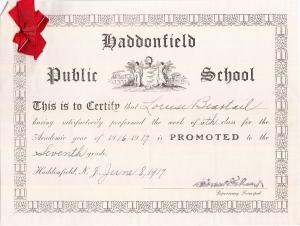 Haddonfield
Public School
This is to Certify that Louise
having satisfactorily performed the work of 6th class for the
Academic year of 1916-1917 is PROMOTED to the
Seventh grade.
Haddonfield, N. J. June 8, 1917
Supervising Principal